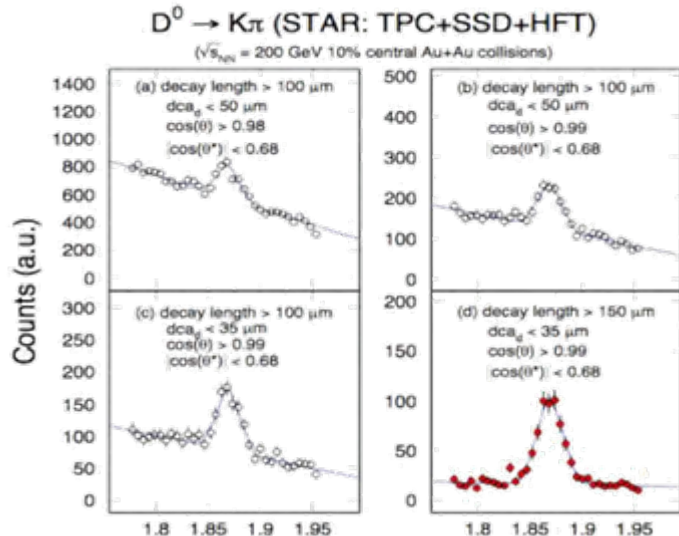 D⁰ → Kπ (STAR: TPC+SSD+HFT)
(√s_NN = 200 GeV 10% central Au+Au collisions)
Counts (a.u.)
1400
1200
1000
800
600
400
200
0
(a) decay length > 100 μm
dca_d < 50 μm
cos(θ) > 0.98
|cos(θ*)| < 0.68
500
400
300
200
100
0
(b) decay length > 100 μm
dca_d < 50 μm
cos(θ) > 0.99
|cos(θ*)| < 0.68
300
250
200
150
100
50
0
(c) decay length > 100 μm
dca_d < 35 μm
cos(θ) > 0.99
|cos(θ*)| < 0.68
1.8 1.85 1.9 1.95
200
150
100
50
0
(d) decay length > 150 μm
dca_d < 35 μm
cos(θ) > 0.99
|cos(θ*)| < 0.68
1.8 1.85 1.9 1.95